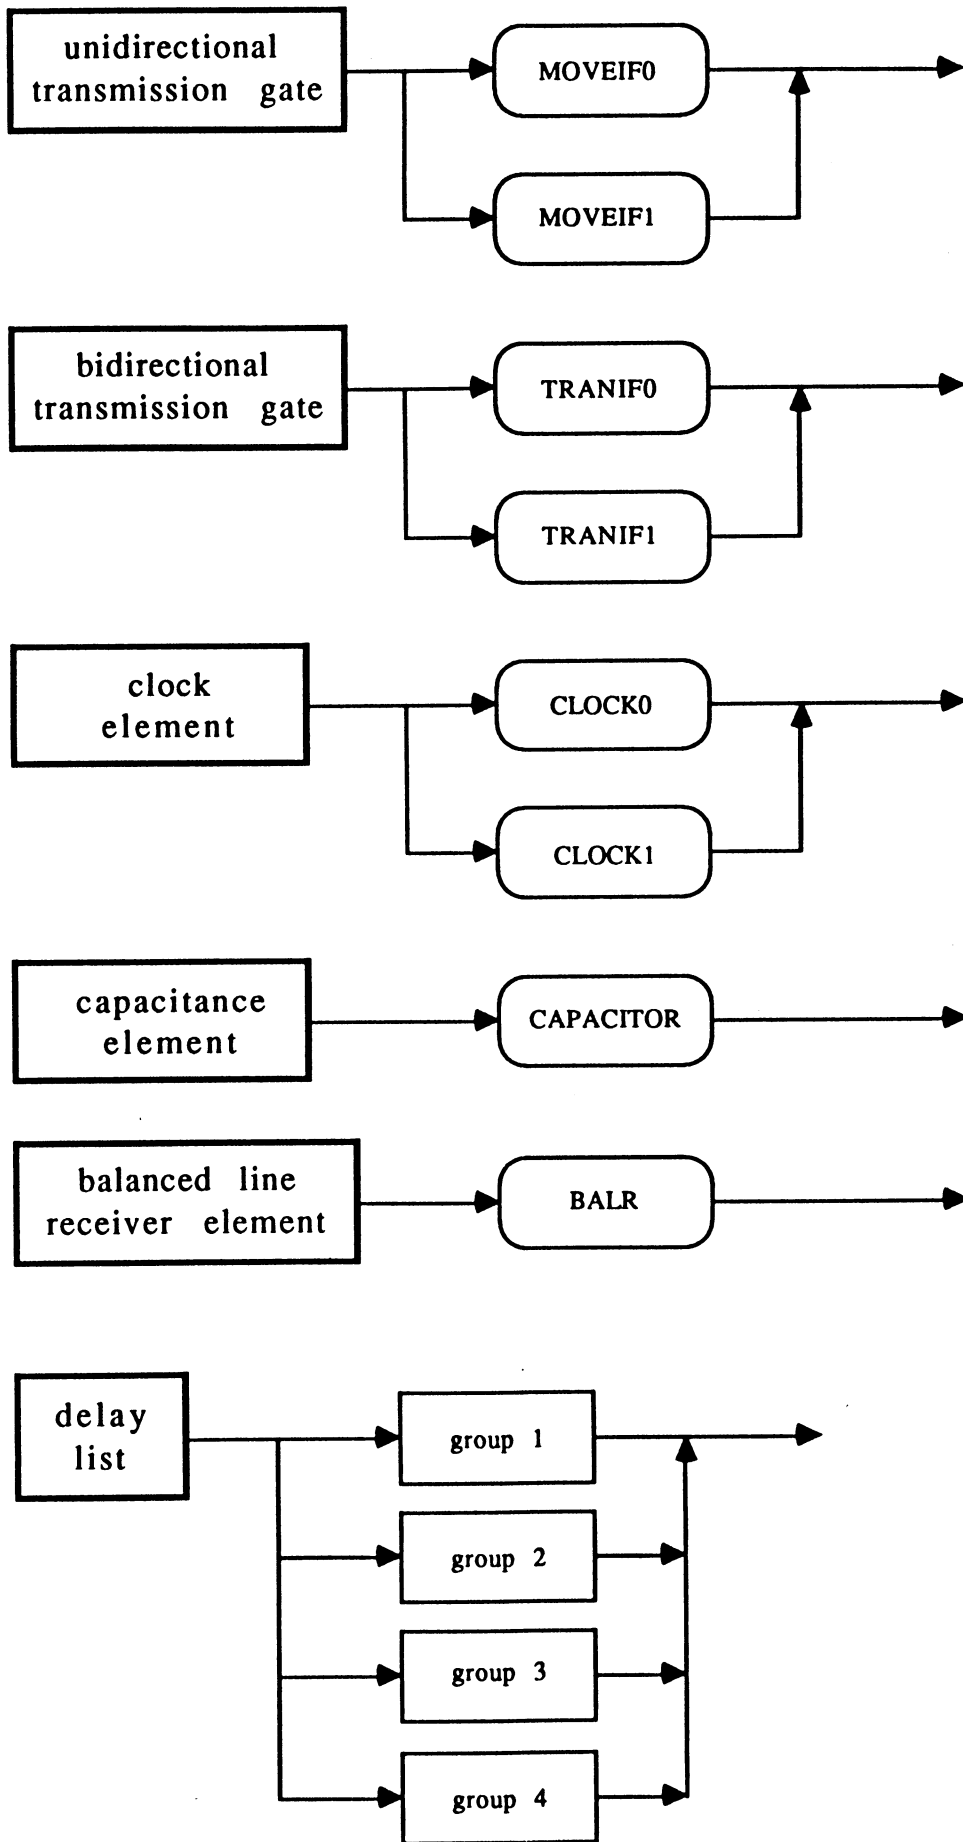 unidirectional
transmission gate
MOVEIF0
MOVEIF1
bidirectional
transmission gate
TRANIF0
TRANIF1
clock
element
CLOCK0
CLOCK1
capacitance
element
CAPACITOR
balanced line
receiver element
BALR
delay
list
group 1
group 2
group 3
group 4